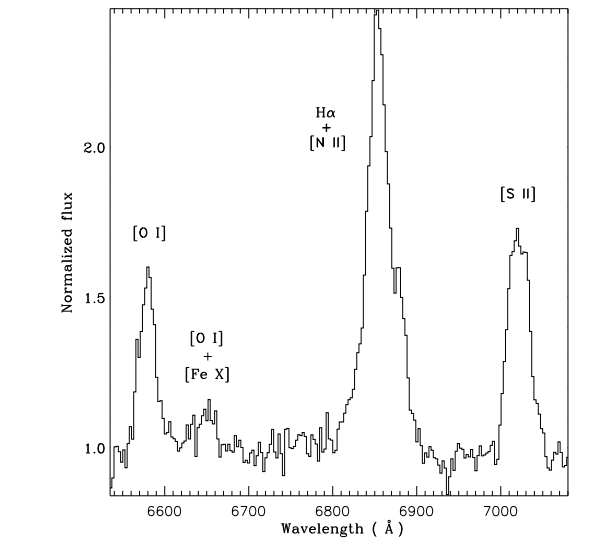 Hα
+
[N II]
[S II]
[O I]
[O I]
+
[Fe X]
Normalized flux
2.0
1.5
1.0
6600 6700 6800 6900 7000
Wavelength ( Å )